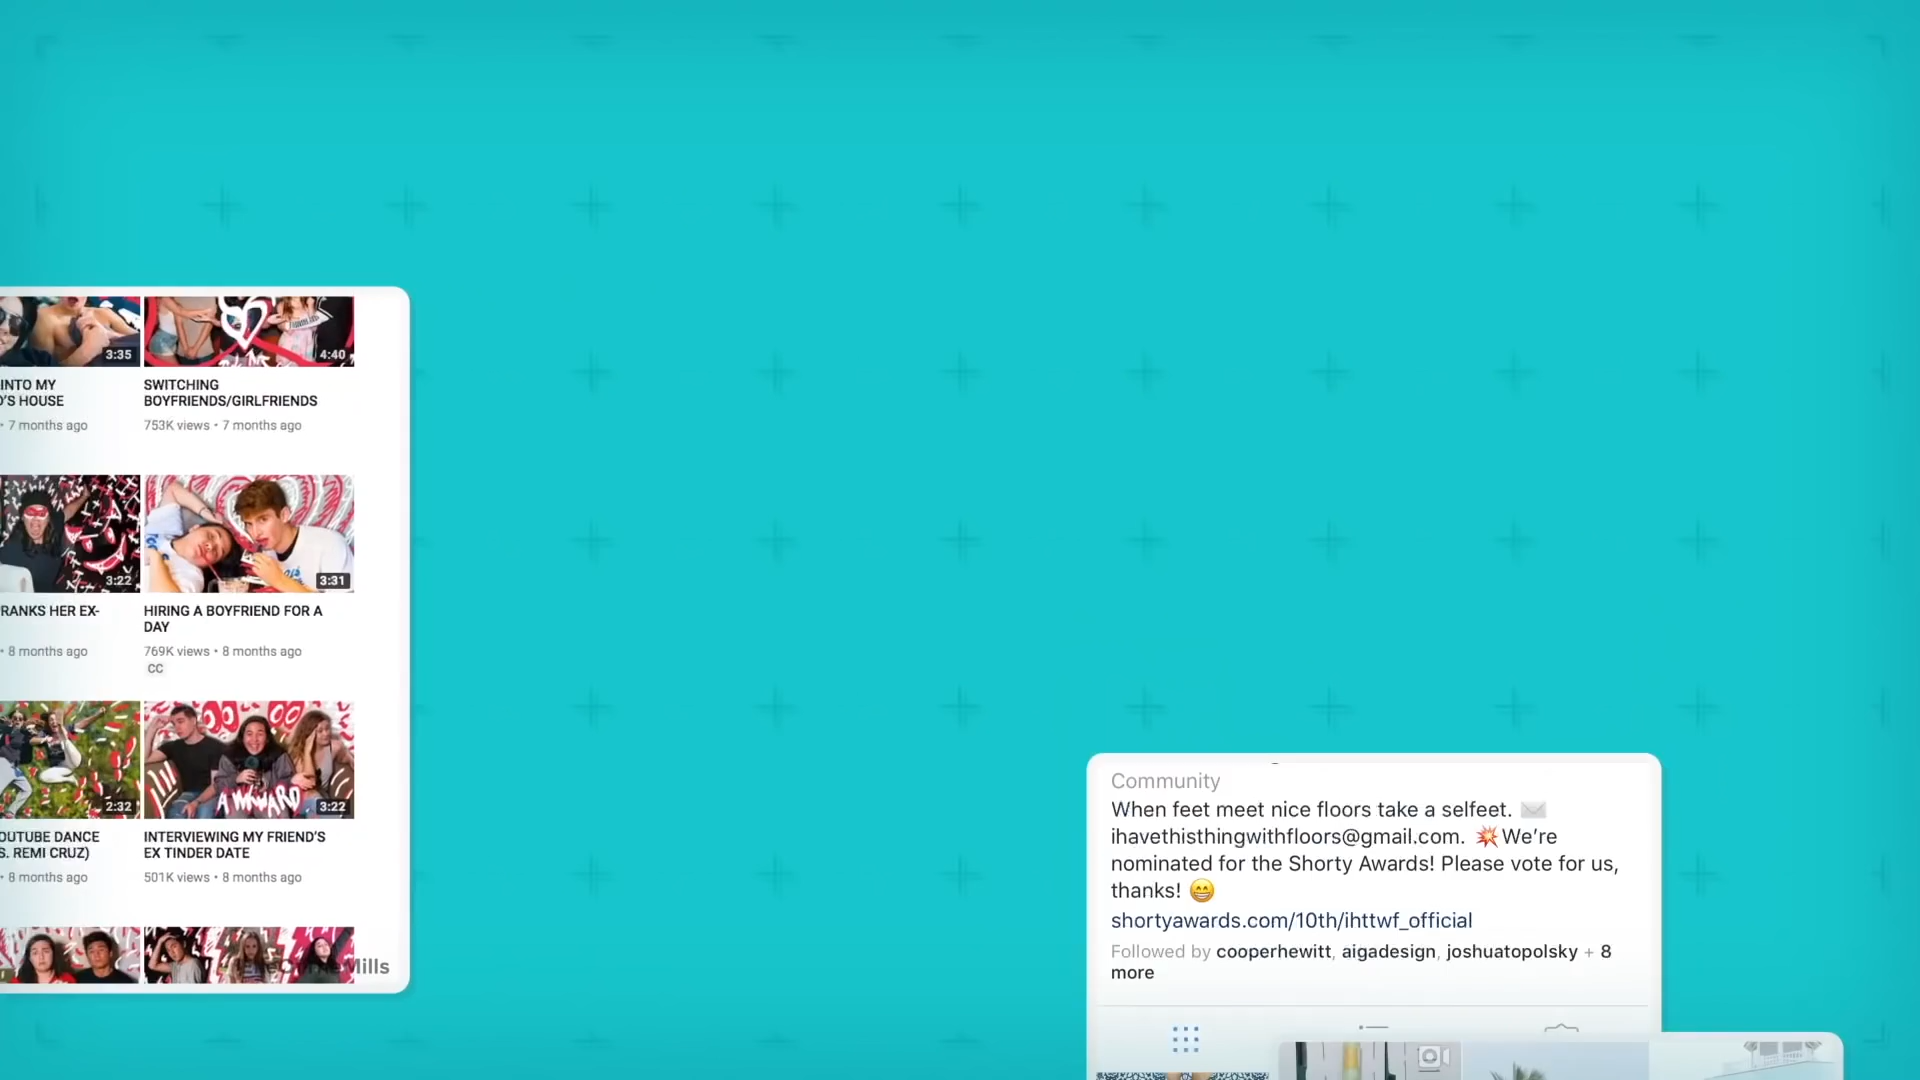 3:35
4:40
INTO MY
'S HOUSE
SWITCHING
BOYFRIENDS/GIRLFRIENDS
• 7 months ago
753K views • 7 months ago
3:22
3:31
RANKS HER EX-
HIRING A BOYFRIEND FOR A
DAY
• 8 months ago
769K views • 8 months ago
CC
AWKWARD
2:32
3:22
OUTUBE DANCE
S. REMI CRUZ)
INTERVIEWING MY FRIEND'S
EX TINDER DATE
• 8 months ago
501K views • 8 months ago
Mills
Community
When feet meet nice floors take a selfeet. ✉️
ihavethisthingwithfloors@gmail.com. 💥We're
nominated for the Shorty Awards! Please vote for us,
thanks! 😁
shortyawards.com/10th/ihttwf_official
Followed by cooperhewitt, aigadesign, joshuatopolsky + 8
more